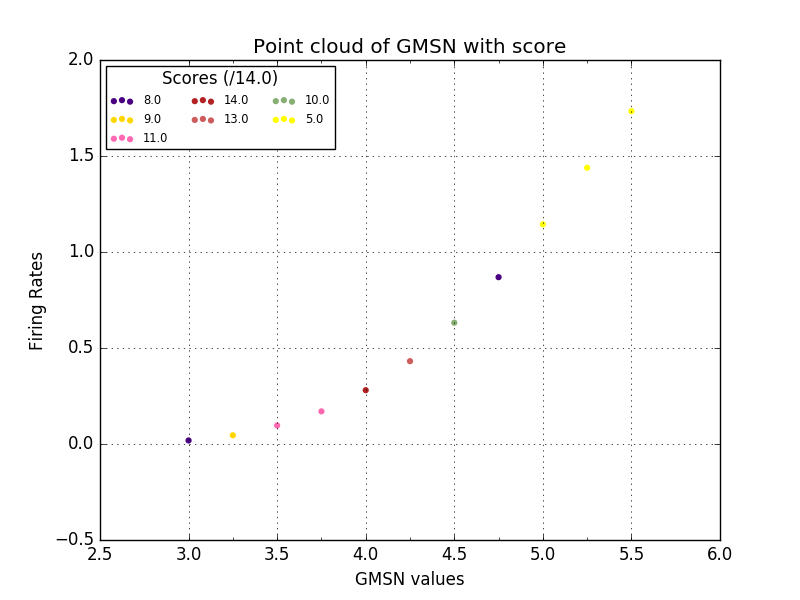 Point cloud of GMSN with score
2.0
Scores (/14.0)
8.0 14.0 10.0
9.0 13.0 5.0
11.0
1.5
1.0
Firing Rates
0.5
0.0
−0.5
2.5 3.0 3.5 4.0 4.5 5.0 5.5 6.0
GMSN values